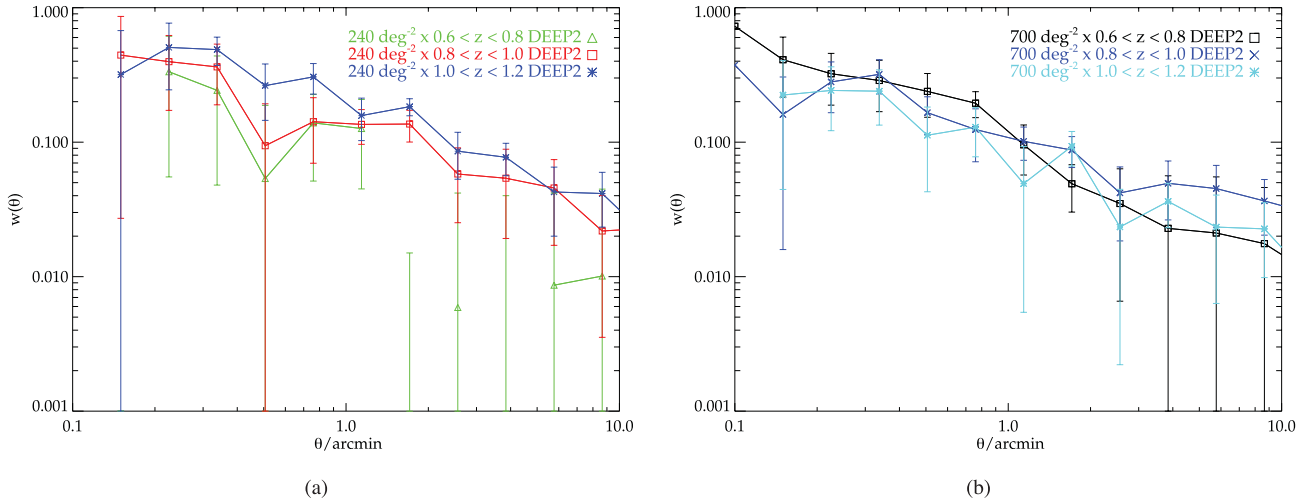 240 deg⁻² x 0.6 < z < 0.8 DEEP2
240 deg⁻² x 0.8 < z < 1.0 DEEP2
240 deg⁻² x 1.0 < z < 1.2 DEEP2
1.000
0.100
0.010
0.001
w(θ)
0.1
1.0
10.0
θ/arcmin
(a)
700 deg⁻² x 0.6 < z < 0.8 DEEP2
700 deg⁻² x 0.8 < z < 1.0 DEEP2
700 deg⁻² x 1.0 < z < 1.2 DEEP2
1.000
0.100
0.010
0.001
w(θ)
0.1
1.0
10.0
θ/arcmin
(b)